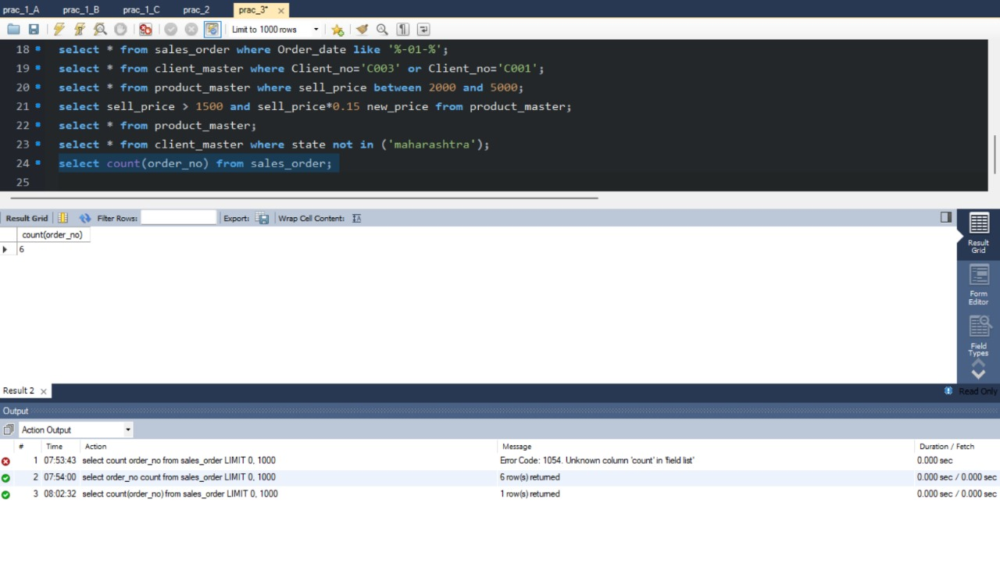 prac_1_A prac_1_B prac_1_C prac_2 prac_3* ×
Limit to 1000 rows
18 select * from sales_order where Order_date like '%-01-%';
19 select * from client_master where Client_no='C003' or Client_no='C001';
20 select * from product_master where sell_price between 2000 and 5000;
21 select sell_price > 1500 and sell_price*0.15 new_price from product_master;
22 select * from product_master;
23 select * from client_master where state not in ('maharashtra');
24 select count(order_no) from sales_order;
25
Result Grid Filter Rows: Export: Wrap Cell Content: IA
count(order_no)
6
Result Grid
Form Editor
Field Types
Result 2 × Read Only
Output
Action Output
# Time Action Message Duration / Fetch
1 07:53:43 select count order_no from sales_order LIMIT 0, 1000 Error Code: 1054. Unknown column 'count' in 'field list' 0.000 sec
2 07:54:00 select order_no count from sales_order LIMIT 0, 1000 6 row(s) returned 0.000 sec / 0.000 sec
3 08:02:32 select count(order_no) from sales_order LIMIT 0, 1000 1 row(s) returned 0.000 sec / 0.000 sec